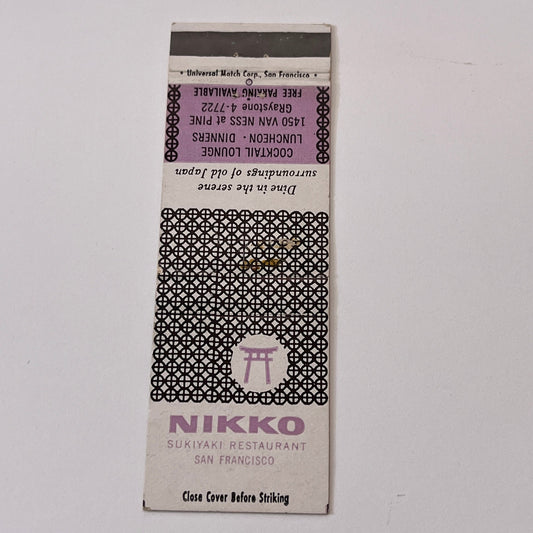 • Universal Match Corp., San Francisco •
Dine in the serene
surroundings of old Japan
COCKTAIL LOUNGE
LUNCHEON - DINNERS
1450 VAN NESS at PINE
GRaystone 4-7722
FREE PARKING AVAILABLE
NIKKO
SUKIYAKI RESTAURANT
SAN FRANCISCO
Close Cover Before Striking